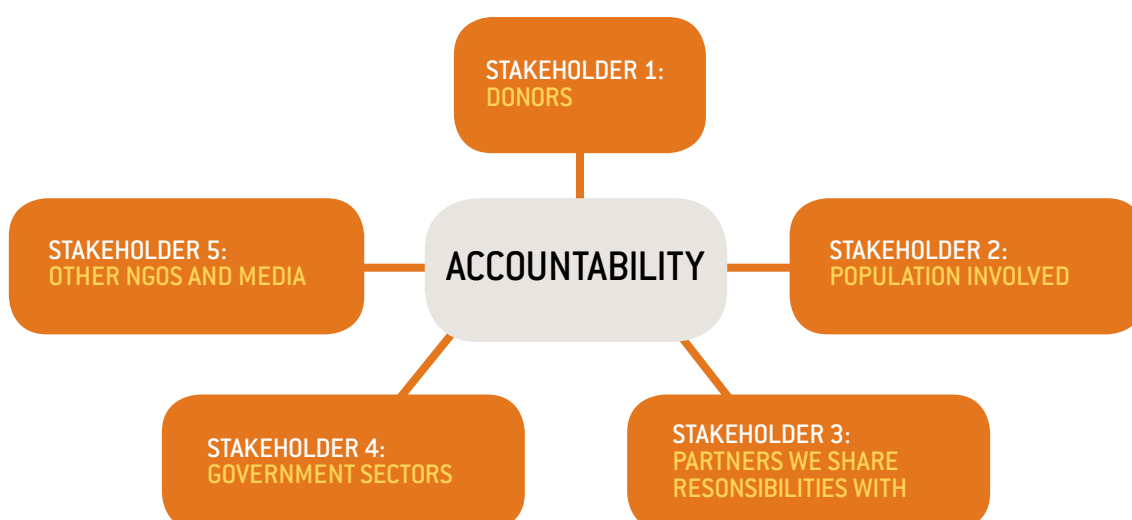 STAKEHOLDER 1:
DONORS
STAKEHOLDER 5:
OTHER NGOS AND MEDIA
ACCOUNTABILITY
STAKEHOLDER 2:
POPULATION INVOLVED
STAKEHOLDER 4:
GOVERNMENT SECTORS
STAKEHOLDER 3:
PARTNERS WE SHARE
RESONSIBILITIES WITH